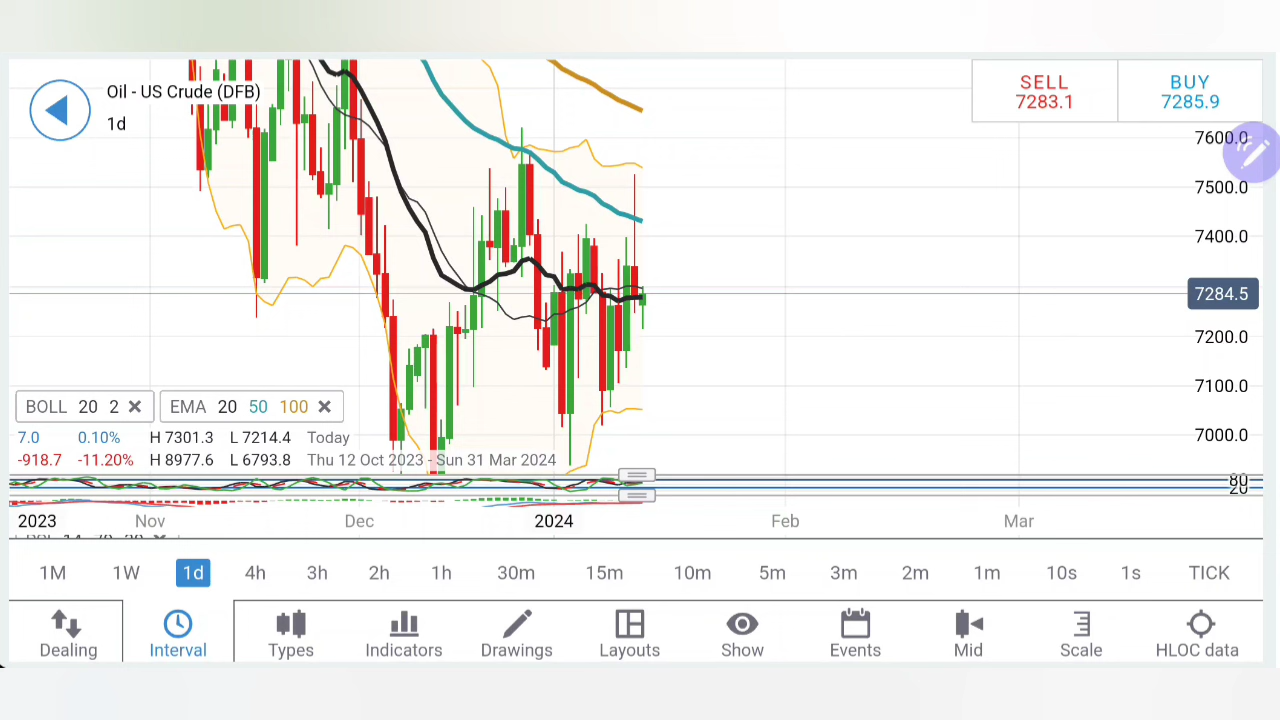 Oil - US Crude (DFB)
1d
SELL
7283.1
BUY
7285.9
7600.0
7500.0
7400.0
7284.5
7200.0
7100.0
7000.0
BOLL 20 2
EMA 20 50 100
7.0 0.10% H 7301.3 L 7214.4 Today
-918.7 -11.20% H 8977.6 L 6793.8 Thu 12 Oct 2023 - Sun 31 Mar 2024
80
20
2023 Nov Dec 2024 Feb Mar
1M 1W 1d 4h 3h 2h 1h 30m 15m 10m 5m 3m 2m 1m 10s 1s TICK
Dealing Interval Types Indicators Drawings Layouts Show Events Mid Scale HLOC data